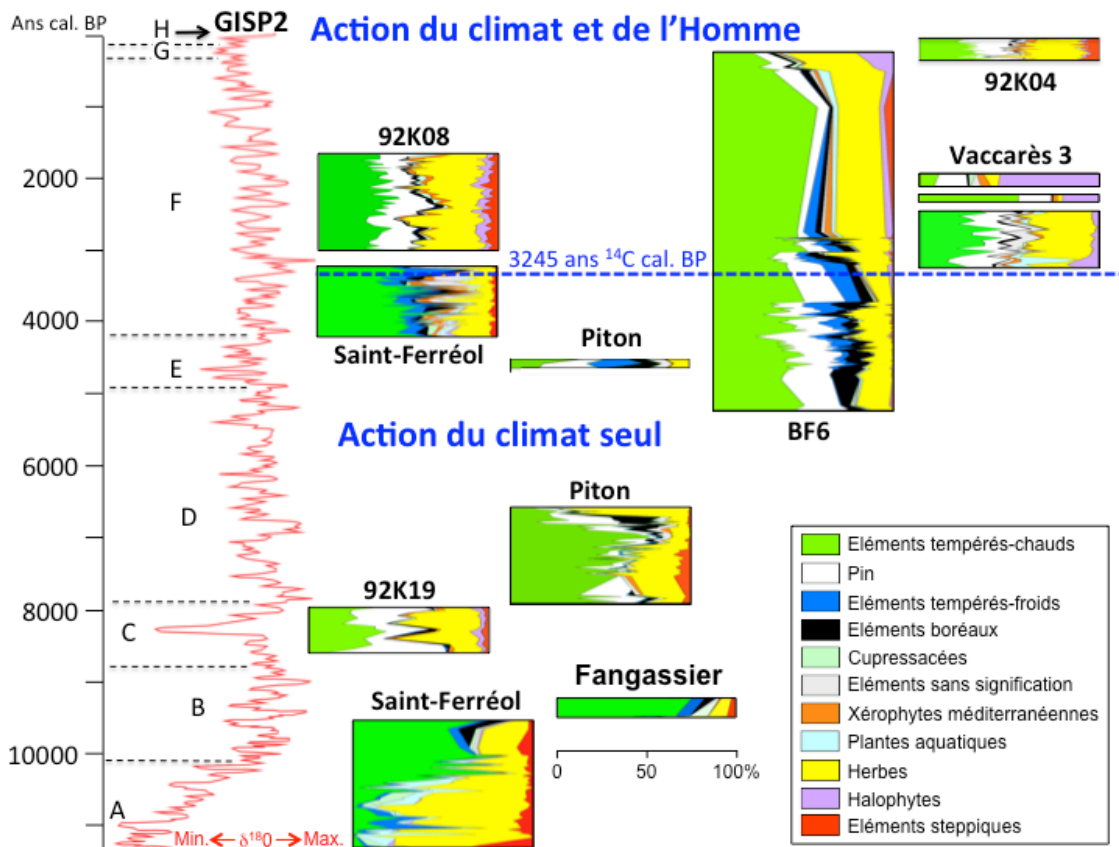 Ans cal. BP
H
GISP2
Action du climat et de l'Homme
G
92K04
92K08
Vaccarès 3
2000
F
3245 ans ¹⁴C cal. BP
4000
Saint-Ferréol
Piton
E
BF6
Action du climat seul
6000
Piton
D
Eléments tempérés-chauds
Pin
92K19
Eléments tempérés-froids
8000
Eléments boréaux
C
Cupressacées
Fangassier
Eléments sans signification
Saint-Ferréol
B
Xérophytes méditerranéennes
Plantes aquatiques
10000
0 50 100%
Herbes
Halophytes
A
Min. ← δ¹⁸0 → Max.
Eléments steppiques